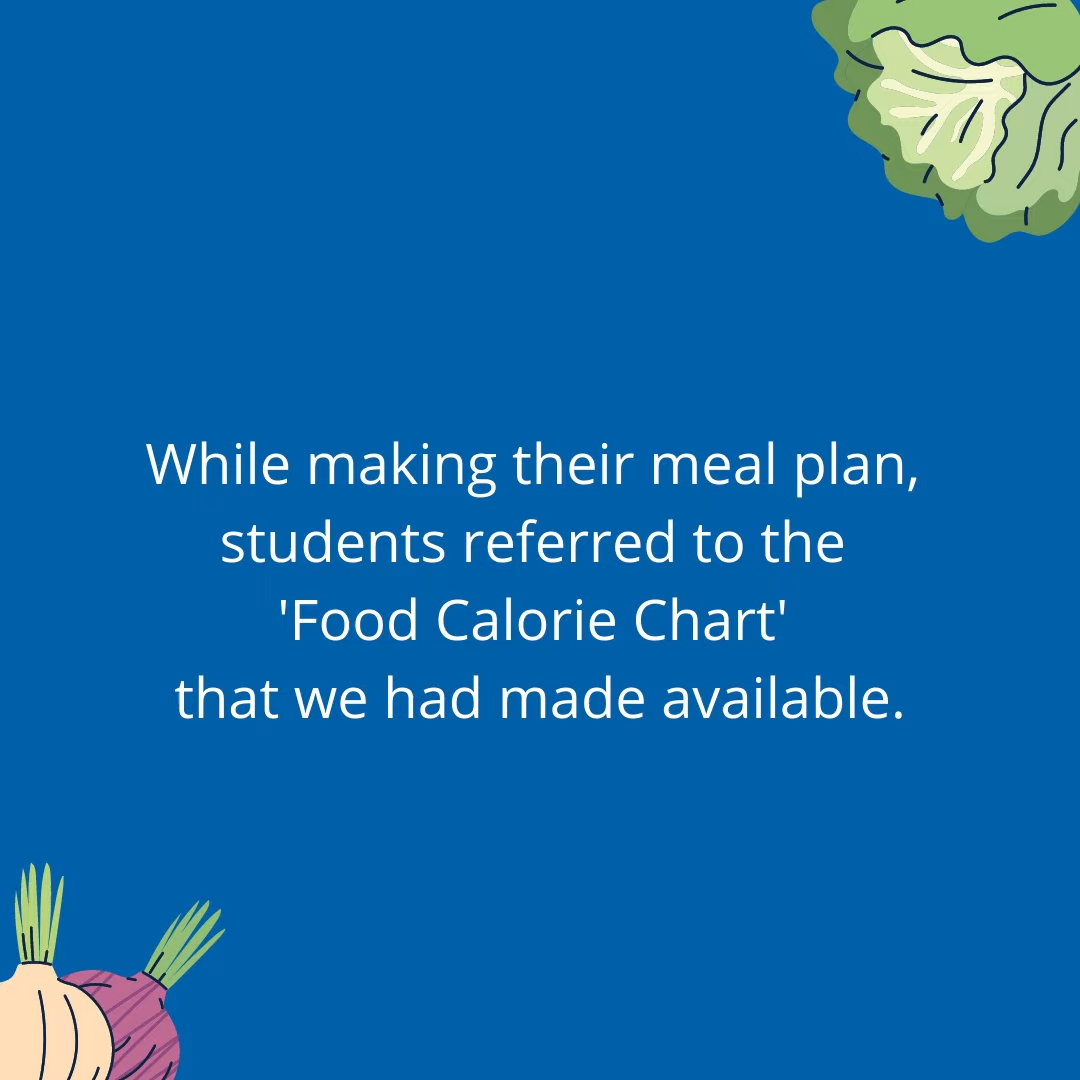 While making their meal plan,
students referred to the
'Food Calorie Chart'
that we had made available.